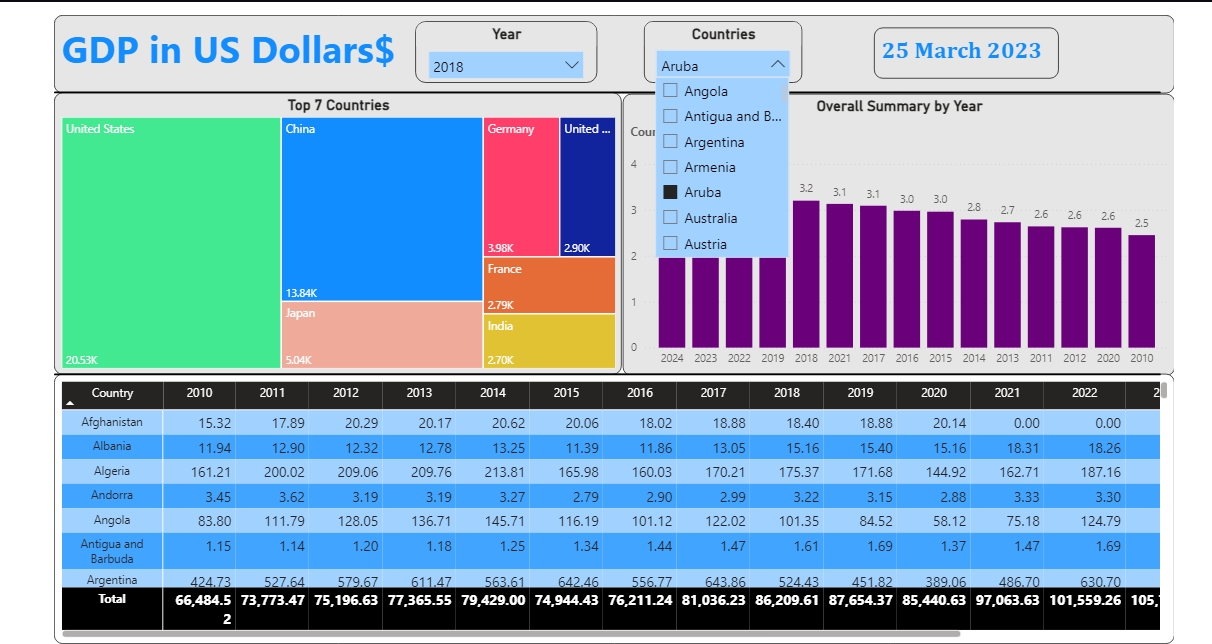 GDP in US Dollars$
Year
2018
Countries
Aruba
25 March 2023
Angola
Antigua and B...
Argentina
Armenia
Aruba
Australia
Austria
Top 7 Countries
United States
20.53K
China
13.84K
Japan
5.04K
Germany
3.98K
United ...
2.90K
France
2.79K
India
2.70K
Overall Summary by Year
Cour
4
3
2
1
0
3.2 3.1 3.1 3.0 3.0 2.8 2.7 2.6 2.6 2.6 2.5
2024 2023 2022 2019 2018 2021 2017 2016 2015 2014 2013 2011 2012 2020 2010
Country 2010 2011 2012 2013 2014 2015 2016 2017 2018 2019 2020 2021 2022 2
Afghanistan 15.32 17.89 20.29 20.17 20.62 20.06 18.02 18.88 18.40 18.88 20.14 0.00 0.00
Albania 11.94 12.90 12.32 12.78 13.25 11.39 11.86 13.05 15.16 15.40 15.16 18.31 18.26
Algeria 161.21 200.02 209.06 209.76 213.81 165.98 160.03 170.21 175.37 171.68 144.92 162.71 187.16
Andorra 3.45 3.62 3.19 3.19 3.27 2.79 2.90 2.99 3.22 3.15 2.88 3.33 3.30
Angola 83.80 111.79 128.05 136.71 145.71 116.19 101.12 122.02 101.35 84.52 58.12 75.18 124.79
Antigua and
Barbuda 1.15 1.14 1.20 1.18 1.25 1.34 1.44 1.47 1.61 1.69 1.37 1.47 1.69
Argentina 424.73 527.64 579.67 611.47 563.61 642.46 556.77 643.86 524.43 451.82 389.06 486.70 630.70
Total 66,484.5 73,773.47 75,196.63 77,365.55 79,429.00 74,944.43 76,211.24 81,036.23 86,209.61 87,654.37 85,440.63 97,063.63 101,559.26 105,
2